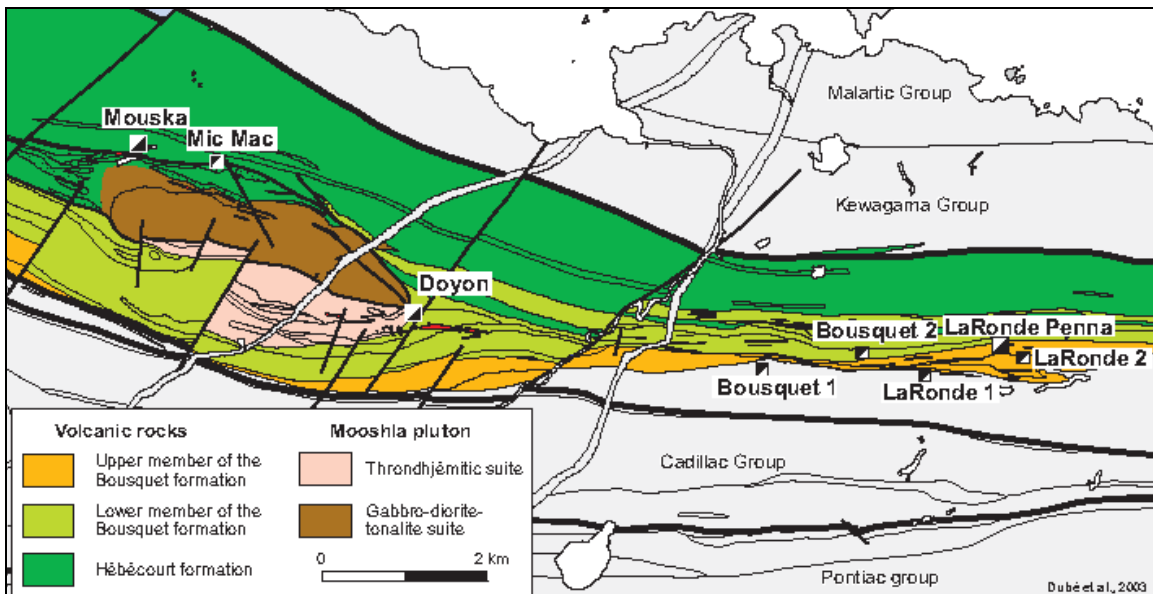 Malartic Group
Mouska
Mic Mac
Kewagama Group
Doyon
Bousquet 2
LaRonde Penna
LaRonde 2
Bousquet 1
LaRonde 1
Cadillac Group
Pontiac group
Volcanic rocks
Upper member of the
Bousquet formation
Lower member of the
Bousquet formation
Hébécourt formation
Mooshla pluton
Throndhjémitic suite
Gabbro-diorite-
tonalite suite
0
2 km
Dubé et al., 2003